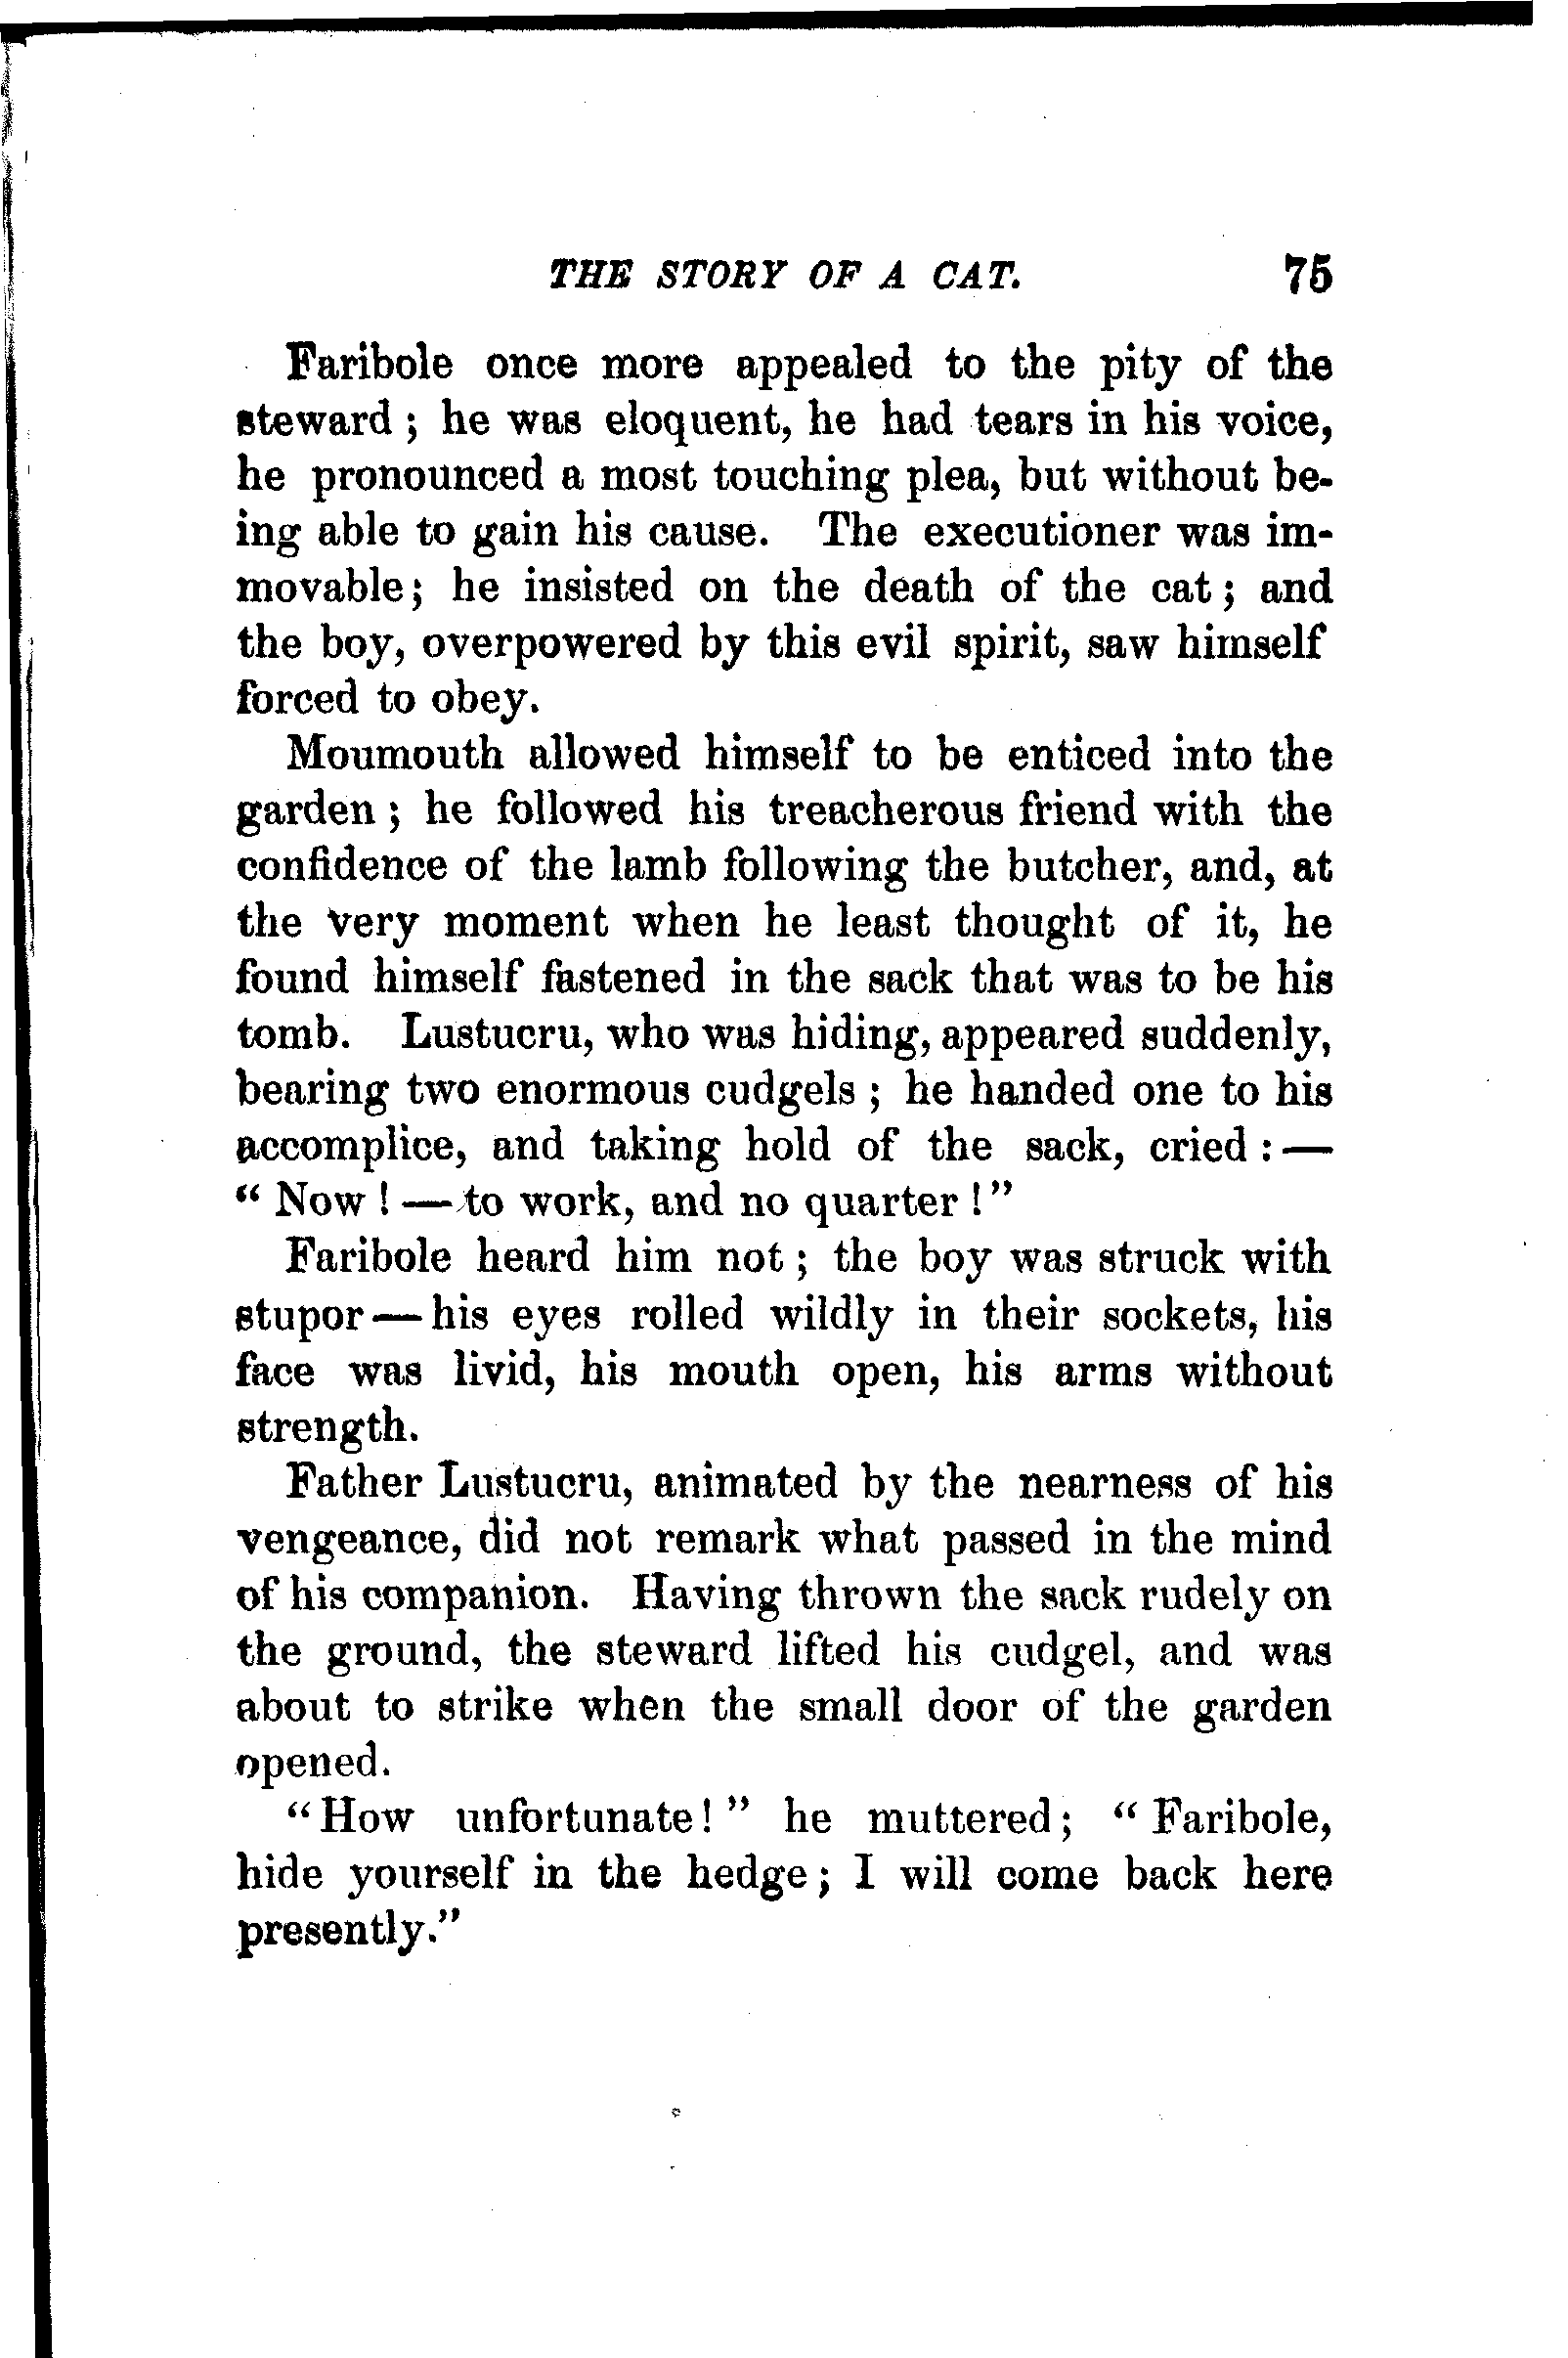 THE STORY OF A CAT. 75
Faribole once more appealed to the pity of the
steward ; he was eloquent, he had tears in his voice,
he pronounced a most touching plea, but without be-
ing able to gain his cause. The executioner was im-
movable; he insisted on the death of the cat ; and
the boy, overpowered by this evil spirit, saw himself
forced to obey.
Moumouth allowed himself to be enticed into the
garden ; he followed his treacherous friend with the
confidence of the lamb following the butcher, and, at
the very moment when he least thought of it, he
found himself fastened in the sack that was to be his
tomb. Lustucru, who was hiding, appeared suddenly,
bearing two enormous cudgels ; he handed one to his
accomplice, and taking hold of the sack, cried : —
“ Now ! — to work, and no quarter ! ”
Faribole heard him not ; the boy was struck with
stupor — his eyes rolled wildly in their sockets, his
face was livid, his mouth open, his arms without
strength.
Father Lustucru, animated by the nearness of his
vengeance, did not remark what passed in the mind
of his companion. Having thrown the sack rudely on
the ground, the steward lifted his cudgel, and was
about to strike when the small door of the garden
opened.
“ How unfortunate! ” he muttered; “ Faribole,
hide yourself in the hedge ; I will come back here
presently.”